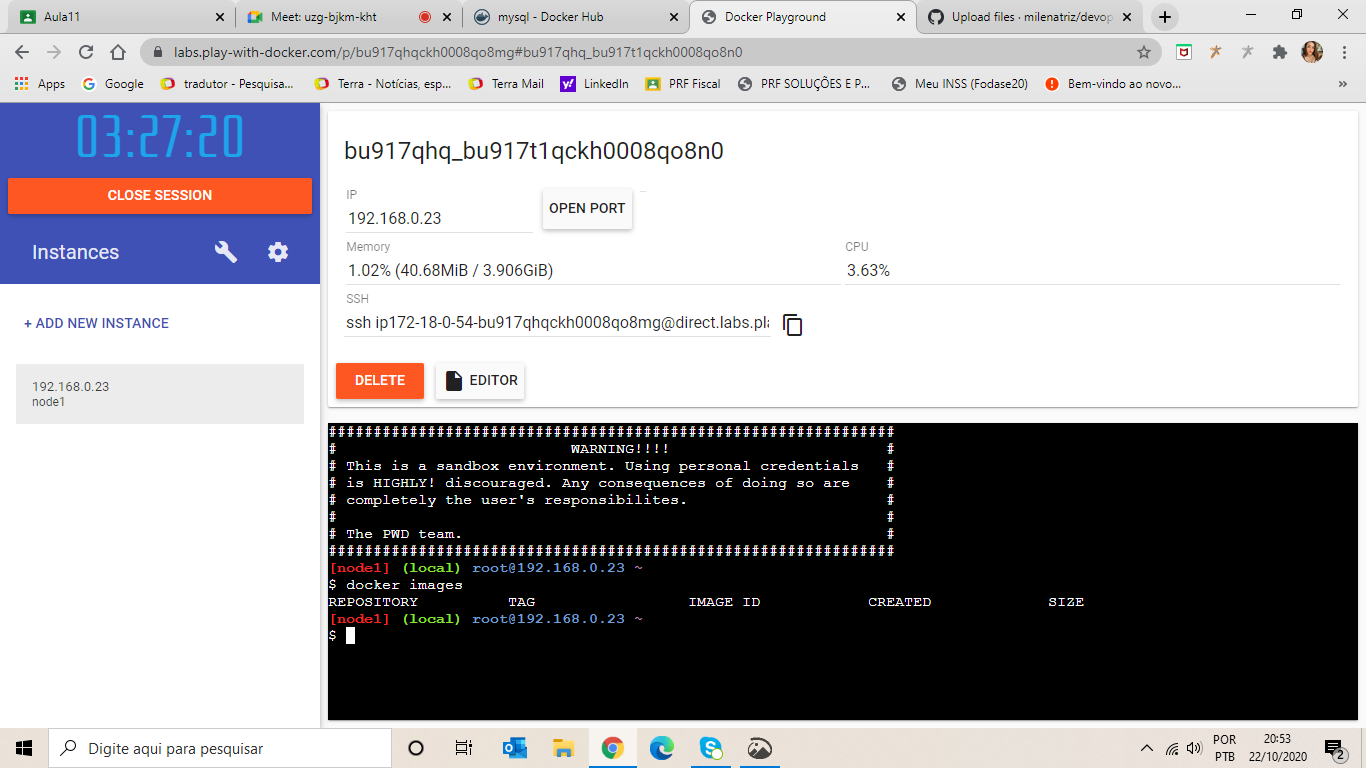 Aula11
Meet: uzg-bjkm-kht
mysql - Docker Hub
Docker Playground
Upload files · milenatriz/devop
labs.play-with-docker.com/p/bu917qhqckh0008qo8mg#bu917qhq_bu917t1qckh0008qo8n0
Apps
Google
tradutor - Pesquisa...
Terra - Notícias, esp...
Terra Mail
LinkedIn
PRF Fiscal
PRF SOLUÇÕES E P...
Meu INSS (Fodase20)
Bem-vindo ao novo...
»
03:27:20
CLOSE SESSION
Instances
+ ADD NEW INSTANCE
192.168.0.23
node1
bu917qhq_bu917t1qckh0008qo8n0
IP
192.168.0.23
OPEN PORT
Memory
1.02% (40.68MiB / 3.906GiB)
CPU
3.63%
SSH
ssh ip172-18-0-54-bu917qhqckh0008qo8mg@direct.labs.pla
DELETE
EDITOR
###############################################################
# WARNING!!!! #
# This is a sandbox environment. Using personal credentials #
# is HIGHLY! discouraged. Any consequences of doing so are #
# completely the user's responsibilites. #
# #
# The PWD team. #
###############################################################
[node1] (local) root@192.168.0.23 ~
$ docker images
REPOSITORY TAG IMAGE ID CREATED SIZE
[node1] (local) root@192.168.0.23 ~
$
Digite aqui para pesquisar
POR
PTB
20:53
22/10/2020
2